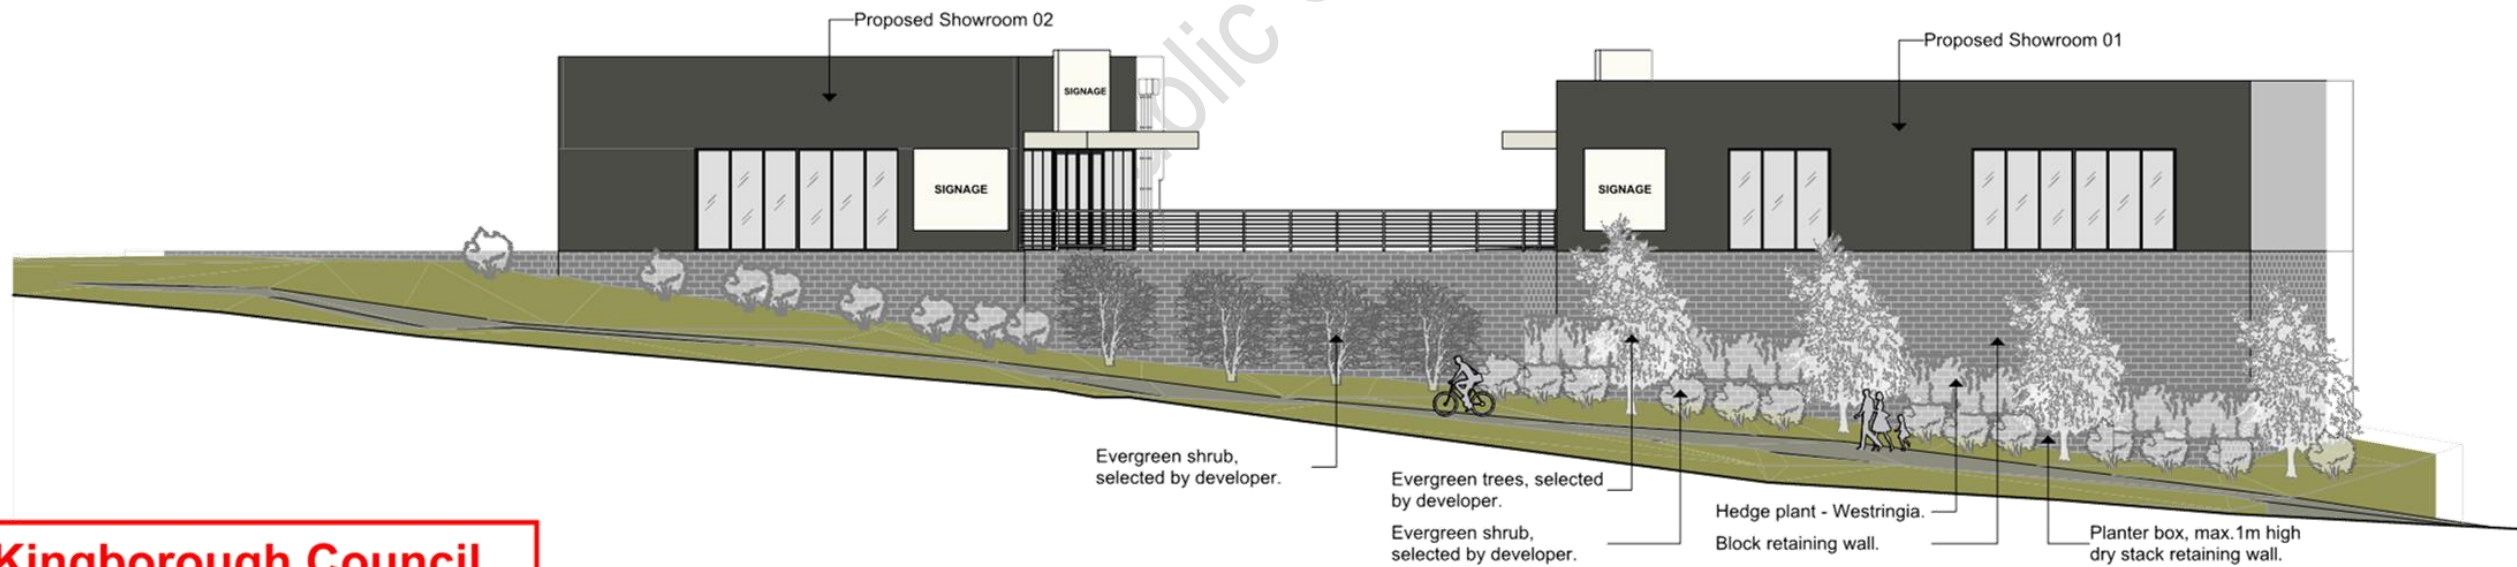 Proposed Showroom 02
Proposed Showroom 01
SIGNAGE
SIGNAGE
SIGNAGE
Evergreen shrub,
selected by developer.
Evergreen trees, selected
by developer.
Evergreen shrub,
selected by developer.
Hedge plant - Westringia.
Block retaining wall.
Planter box, max.1m high
dry stack retaining wall.
Kingborough Council